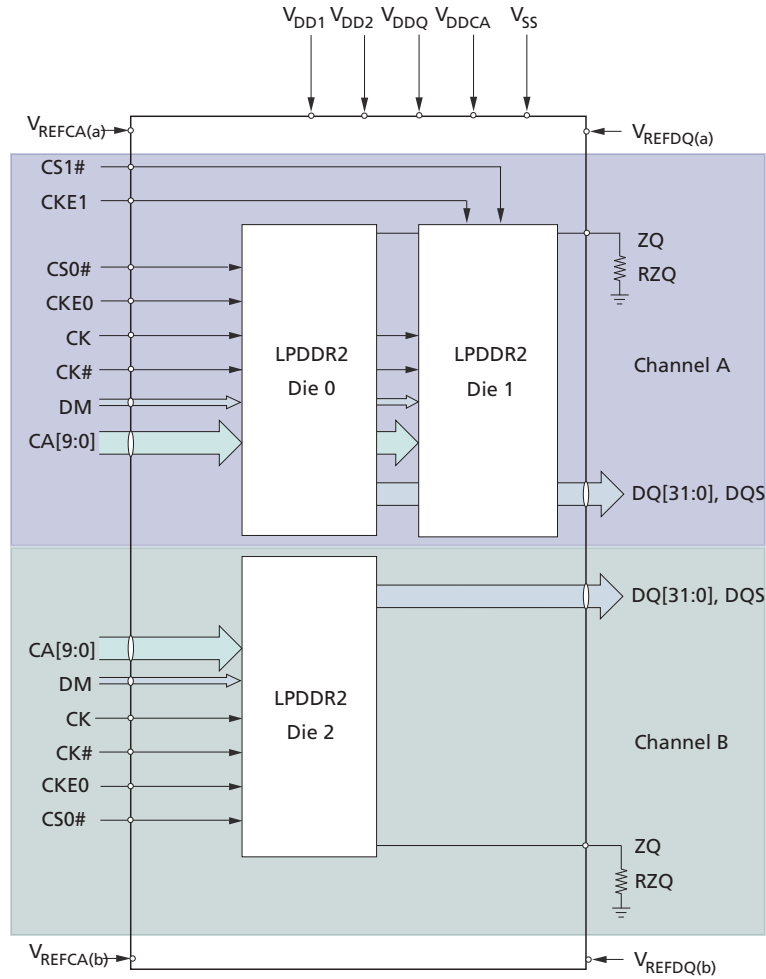 VDD1 VDD2 VDDQ VDDCA VSS
VREFCA(a)
VREFDQ(a)
CS1#
CKE1
ZQ
RZQ
CS0#
CKE0
CK
CK#
DM
CA[9:0]
LPDDR2
Die 0
LPDDR2
Die 1
Channel A
DQ[31:0], DQS
DQ[31:0], DQS
CA[9:0]
DM
CK
CK#
CKE0
CS0#
LPDDR2
Die 2
Channel B
ZQ
RZQ
VREFCA(b)
VREFDQ(b)